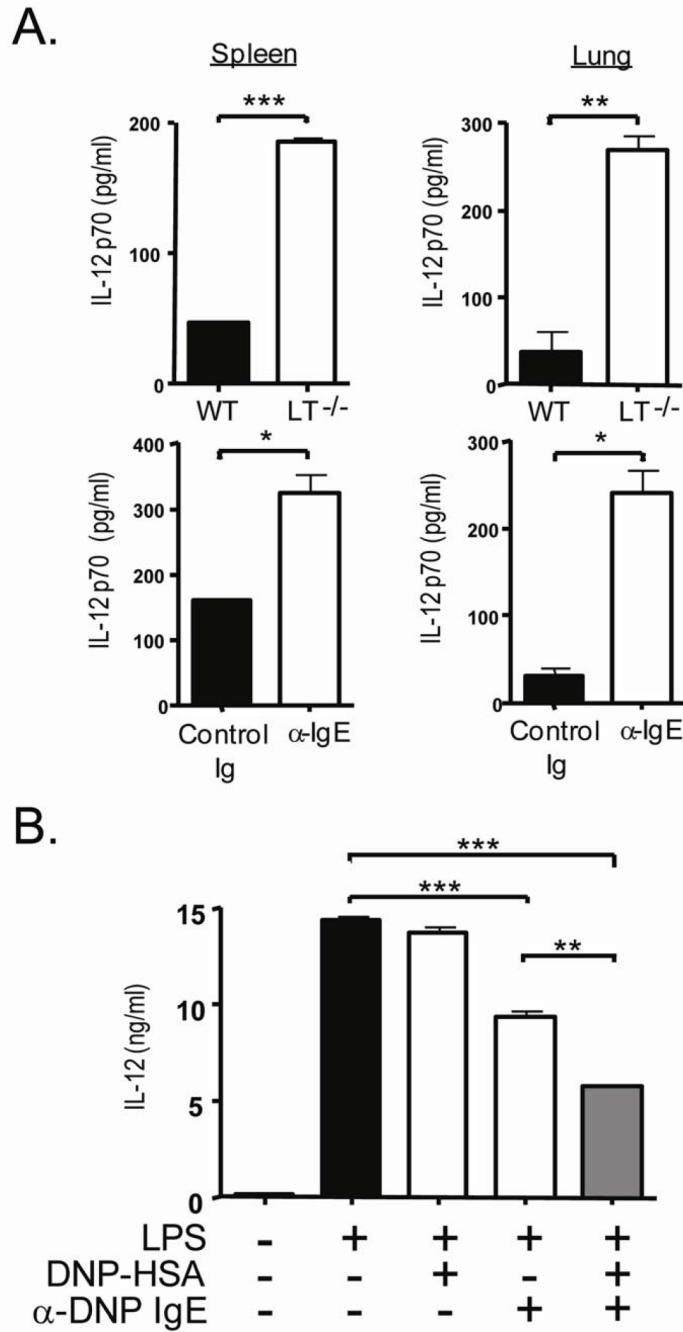 A.
Spleen
Lung
***
**
200
100
0
IL-12 p70 (pg/ml)
WT LT-/-
300
200
100
0
IL-12 p70 (pg/ml)
WT LT-/-
*
*
400
300
200
100
0
IL-12 p70 (pg/ml)
Control α-IgE
Ig
300
200
100
0
IL-12 p70 (pg/ml)
Control α-IgE
Ig
B.
***
***
**
15
10
5
0
IL-12 (ng/ml)
LPS - + + + +
DNP-HSA - - + - +
α-DNP IgE - - - + +